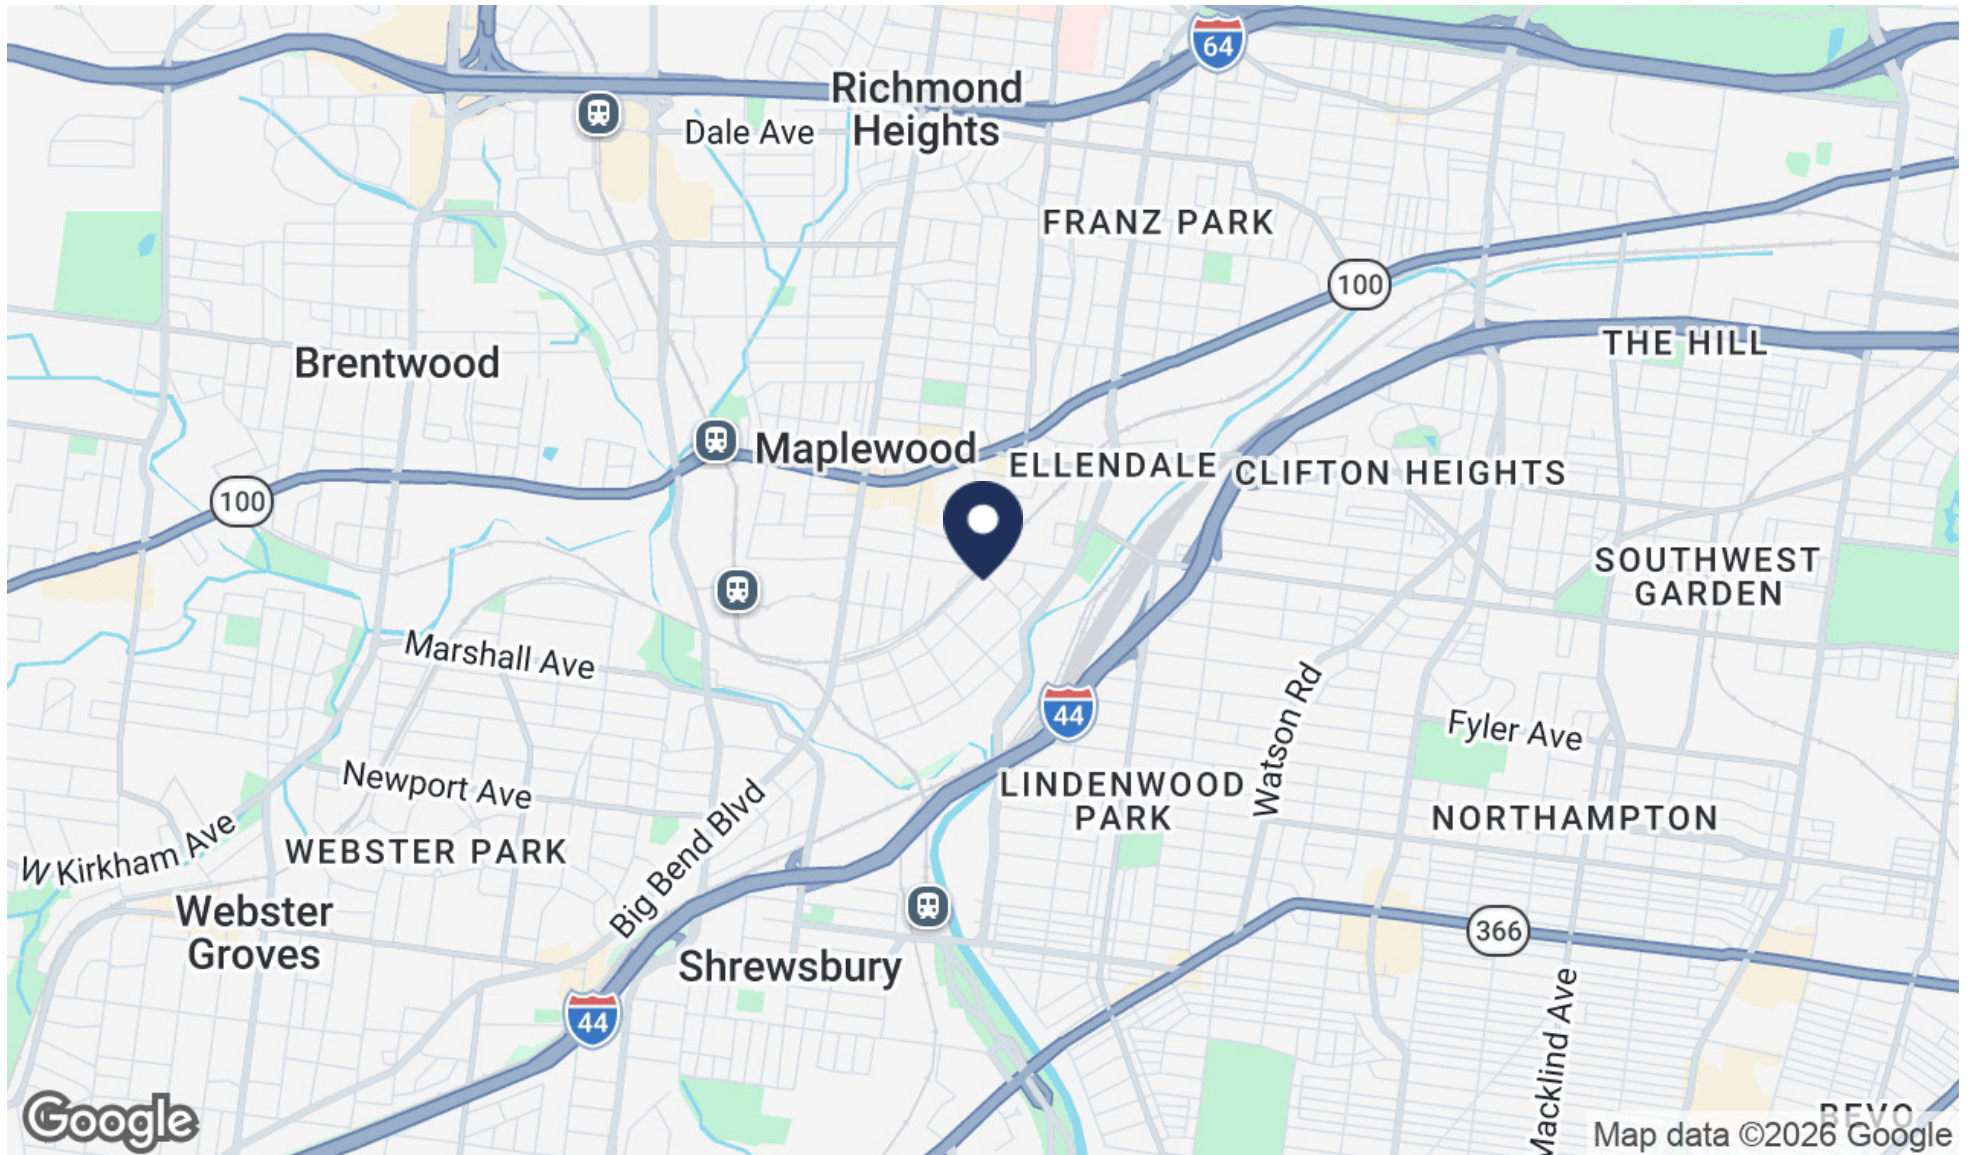 64
Richmond
Heights
Dale Ave
FRANZ PARK
100
THE HILL
Brentwood
Maplewood
ELLENDALE
CLIFTON HEIGHTS
100
SOUTHWEST
GARDEN
Marshall Ave
44
Watson Rd
Fyler Ave
Newport Ave
LINDENWOOD
PARK
NORTHAMPTON
W Kirkham Ave
WEBSTER PARK
Big Bend Blvd
Webster
Groves
366
Shrewsbury
44
Macklind Ave
BEVO
Google
Map data ©2026 Google